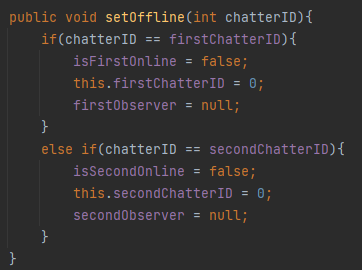 public void setOffline(int chatterID){
    if(chatterID == firstChatterID){
        isFirstOnline = false;
        this.firstChatterID = 0;
        firstObserver = null;
    }
    else if(chatterID == secondChatterID){
        isSecondOnline = false;
        this.secondChatterID = 0;
        secondObserver = null;
    }
}